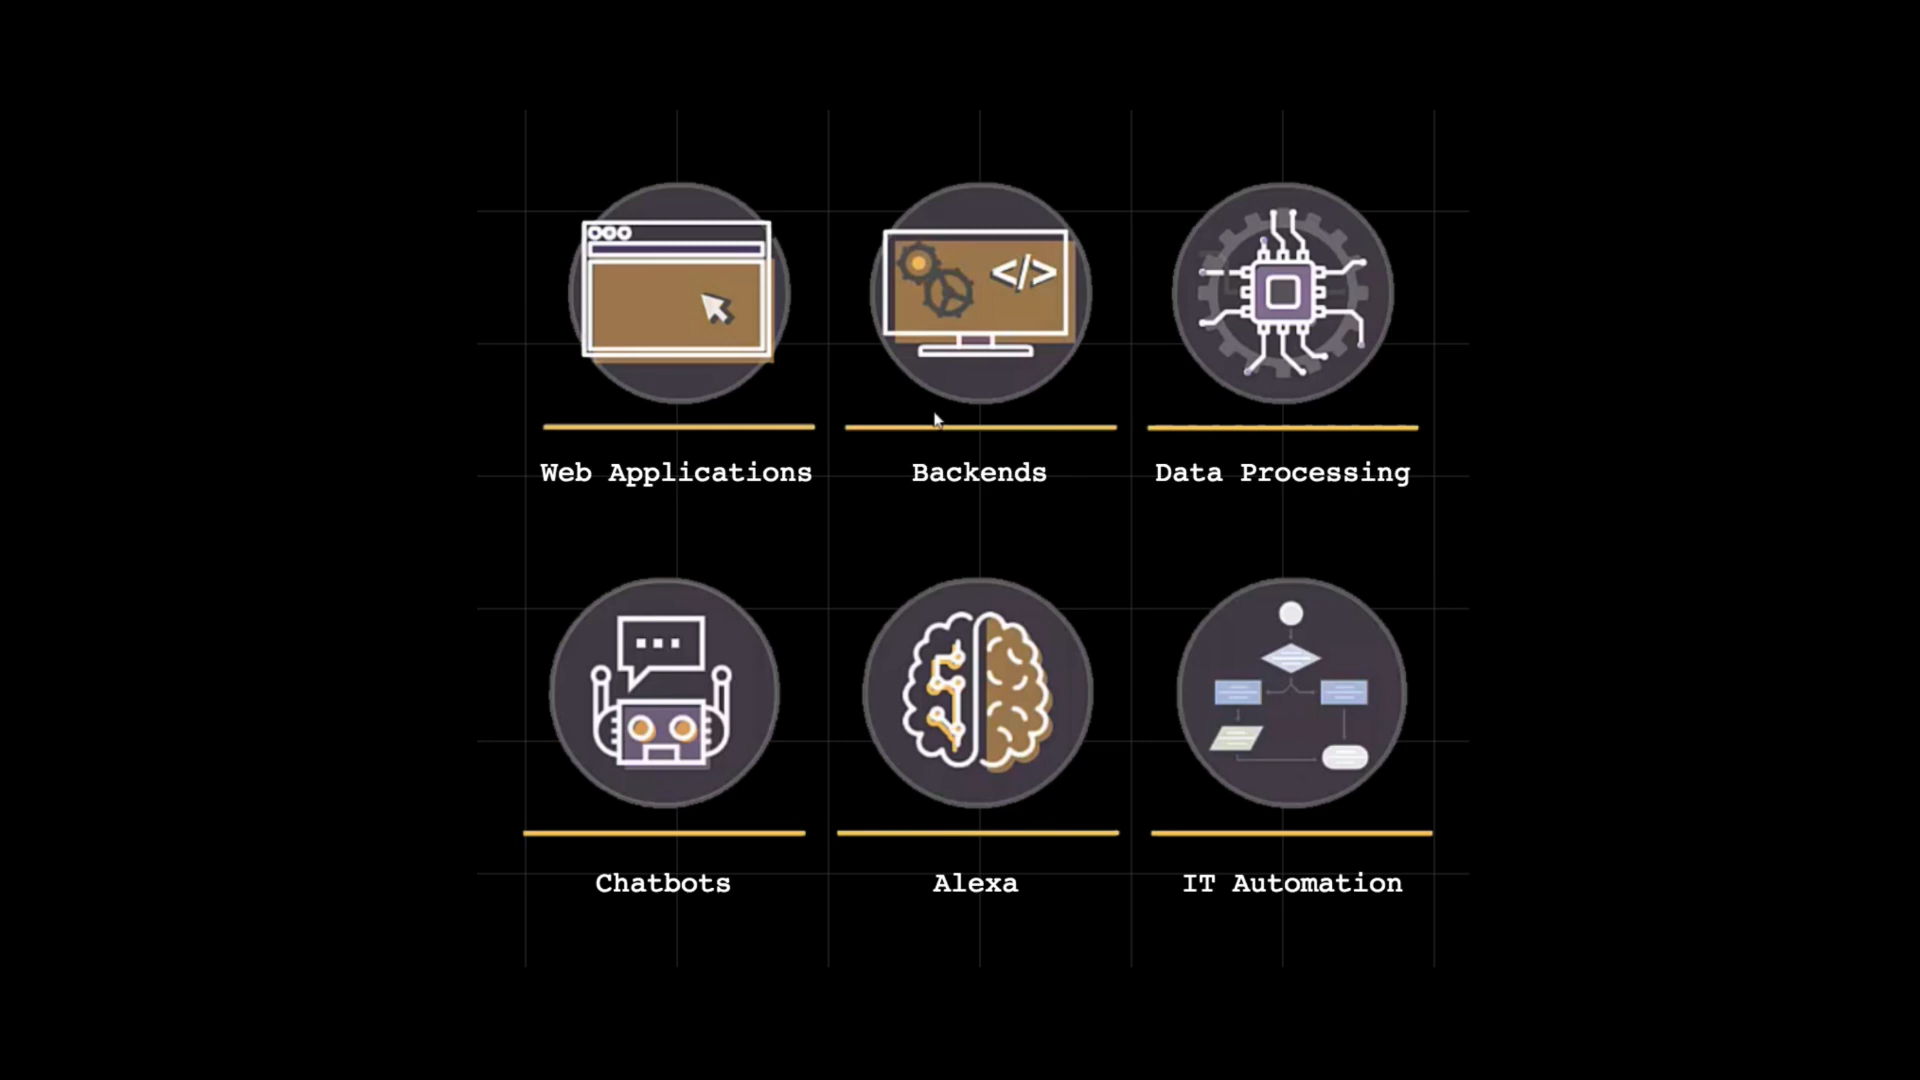 </>
Web Applications
Backends
Data Processing
Chatbots
Alexa
IT Automation